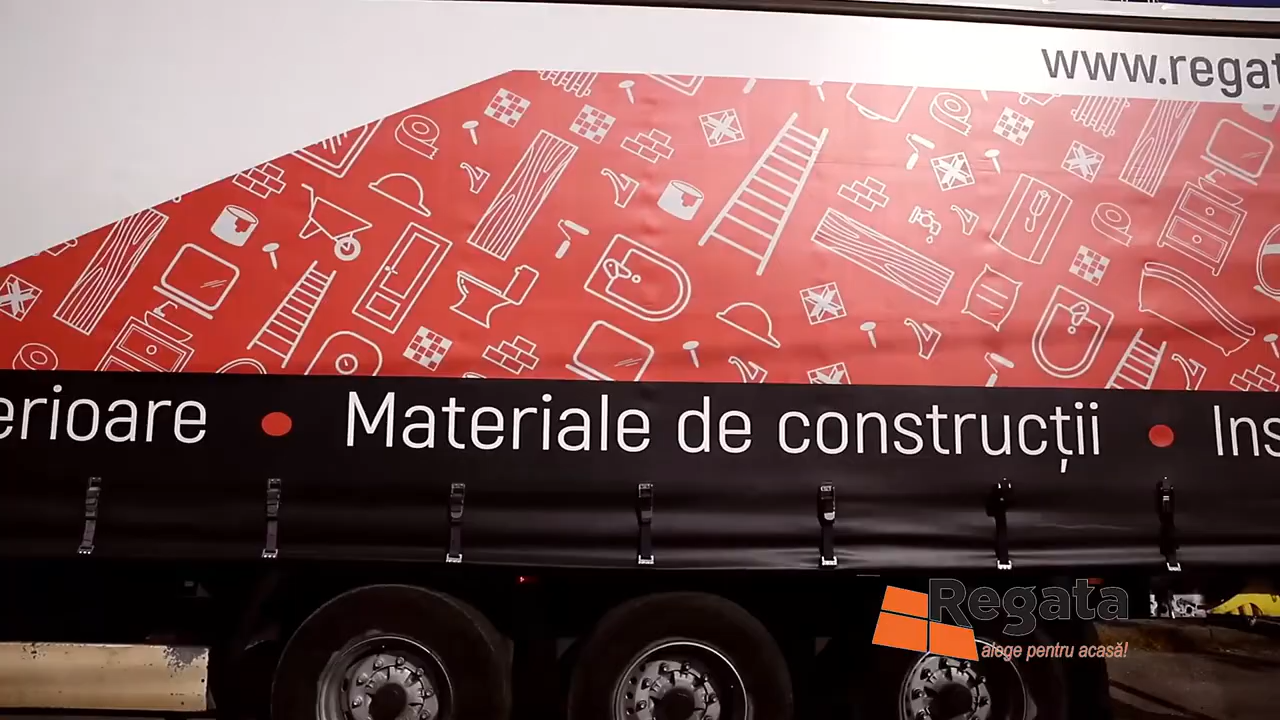 www.regat
erioare • Materiale de construcții • Ins
Regata
alege pentru acasă!